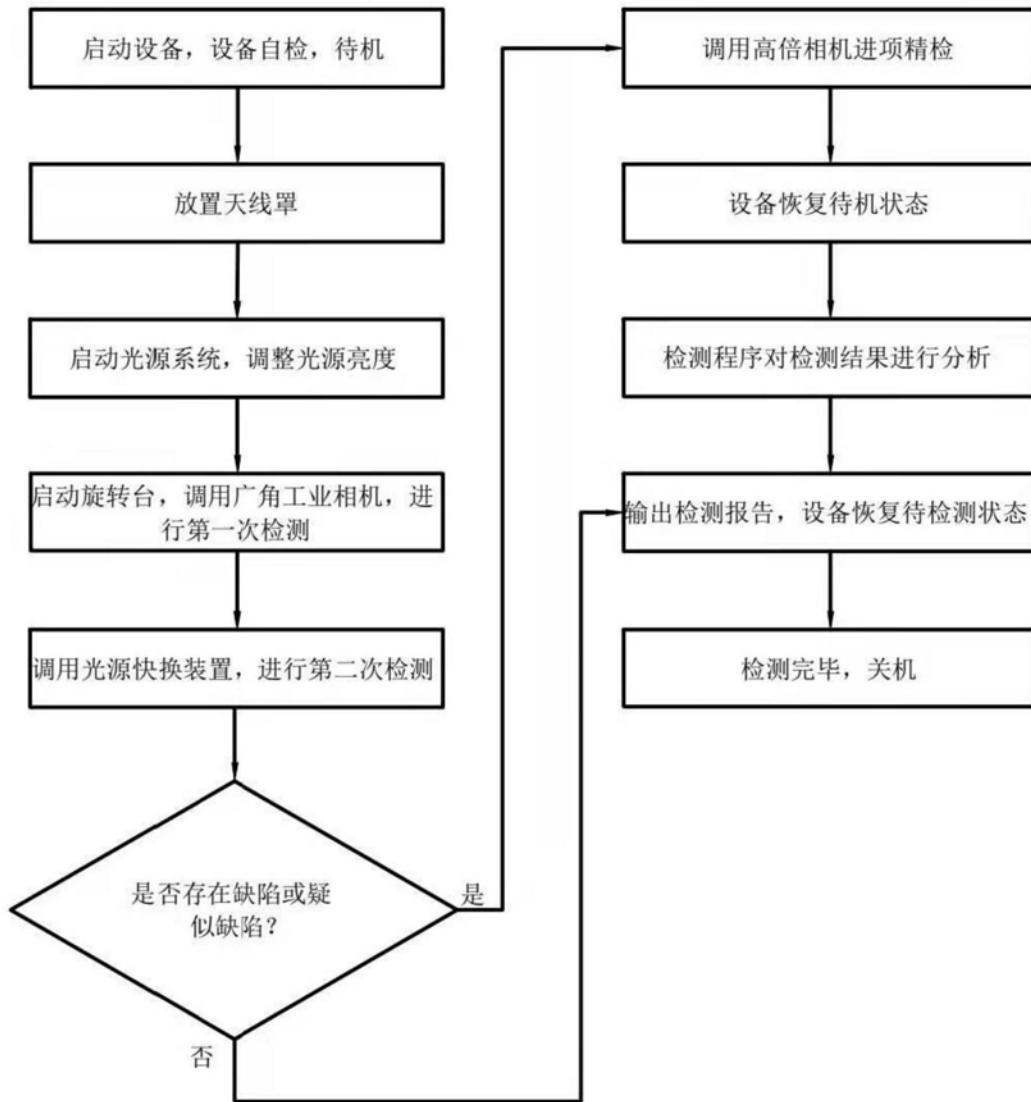 启动设备，设备自检，待机
放置天线罩
启动光源系统，调整光源亮度
启动旋转台，调用广角工业相机，进
行第一次检测
调用光源快换装置，进行第二次检测
是否存在缺陷或疑
似缺陷？
是
否
调用高倍相机进项精检
设备恢复待机状态
检测程序对检测结果进行分析
输出检测报告，设备恢复待检测状态
检测完毕，关机